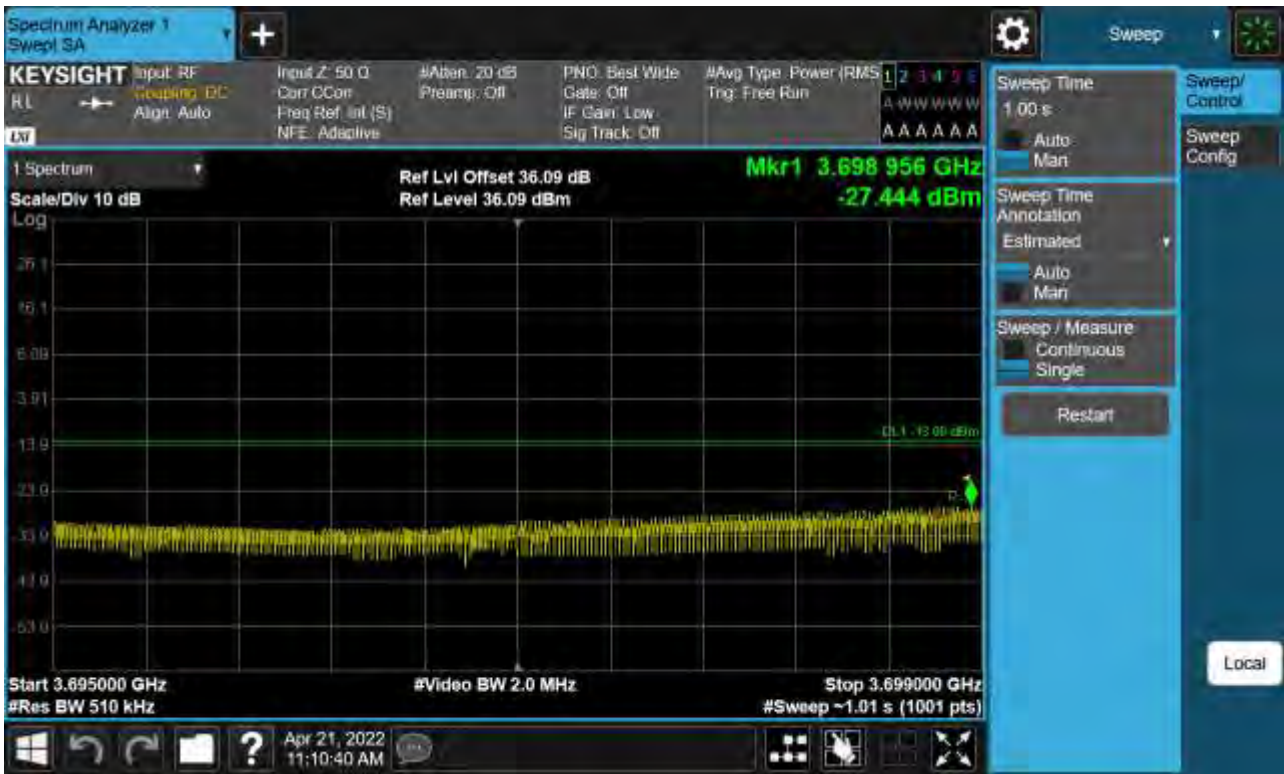 Spectrum Analyzer 1
Swept SA
+
Sweep
KEYSIGHT
RL
LXI
Input: RF
Coupling: DC
Align: Auto
Input Z: 50 Ω
Corr CCorr
Freq Ref: Int (S)
NFE: Adaptive
#Atten: 20 dB
Preamp: Off
PNO: Best Wide
Gate: Off
IF Gain: Low
Sig Track: Off
#Avg Type: Power (RMS
Trig: Free Run
1 2 3 4 5 6
A W W W W W
A A A A A A
1 Spectrum
Scale/Div 10 dB
Log
Ref Lvl Offset 36.09 dB
Ref Level 36.09 dBm
Mkr1 3.698 956 GHz
-27.444 dBm
26.1
16.1
6.09
-3.91
-13.9
-23.9
-33.9
-43.9
-53.9
DL1 -13.00 dBm
Start 3.695000 GHz
#Res BW 510 kHz
#Video BW 2.0 MHz
Stop 3.699000 GHz
#Sweep ~1.01 s (1001 pts)
Sweep Time
1.00 s
Auto
Man
Sweep Time
Annotation
Estimated
Auto
Man
Sweep / Measure
Continuous
Single
Restart
Sweep/
Control
Sweep
Config
Local
?
Apr 21, 2022
11:10:40 AM